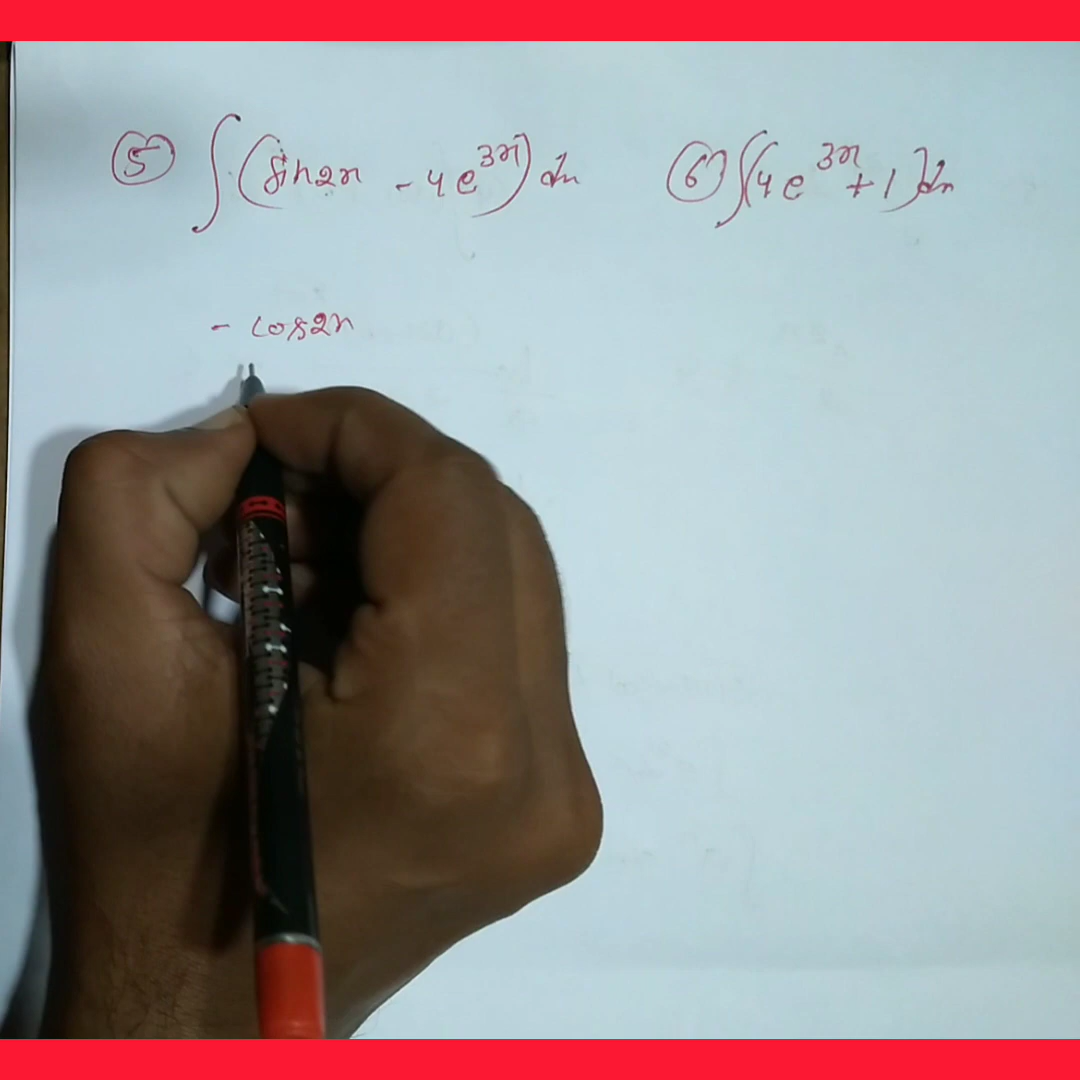 ⑤ ∫(sin2x - 4e^{3x})dx ⑥ ∫(4e^{3x} + 1)dx
- cos2x